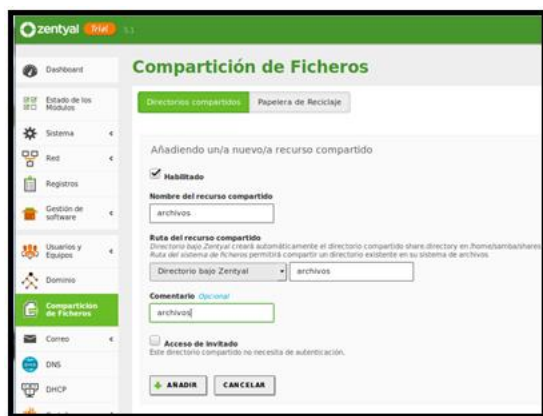 zentyal Trial 5.1
Dashboard
Estado de los
Módulos
Sistema
Red
Registros
Gestión de
software
Usuarios y
Equipos
Dominio
Compartición
de Ficheros
Correo
DNS
DHCP
Compartición de Ficheros
Directorios compartidos
Papelera de Reciclaje
Añadiendo un/a nuevo/a recurso compartido
Habilitado
Nombre del recurso compartido
archivos
Ruta del recurso compartido
Directorio bajo Zentyal creará automáticamente el directorio compartido share.directory en /home/samba/shares
Ruta del sistema de ficheros permitirá compartir un directorio existente en su sistema de archivos
Directorio bajo Zentyal
archivos
Comentario Opcional
archivos
Acceso de invitado
Este directorio compartido no necesita de autenticación.
+ AÑADIR
CANCELAR